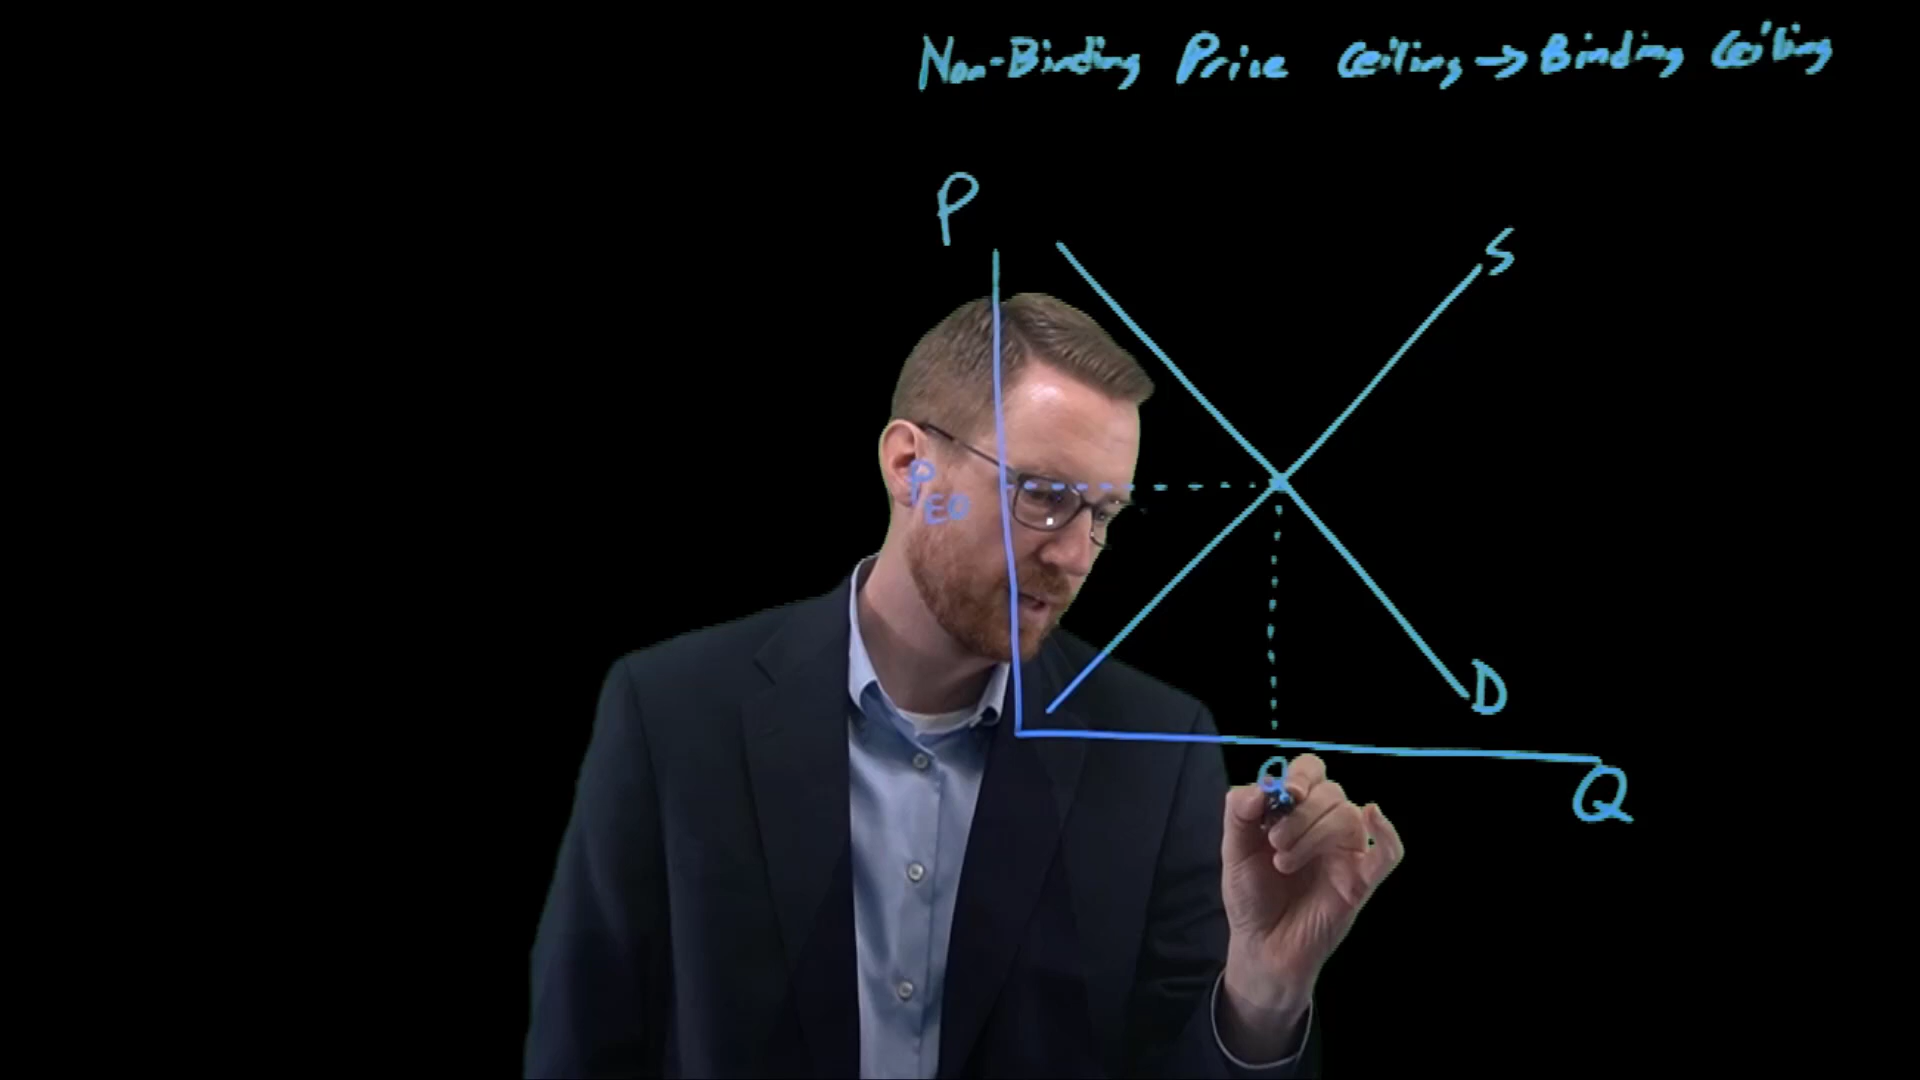 Non-Binding Price Ceiling → Binding Ceiling
P
S
PE0
D
Q
Q